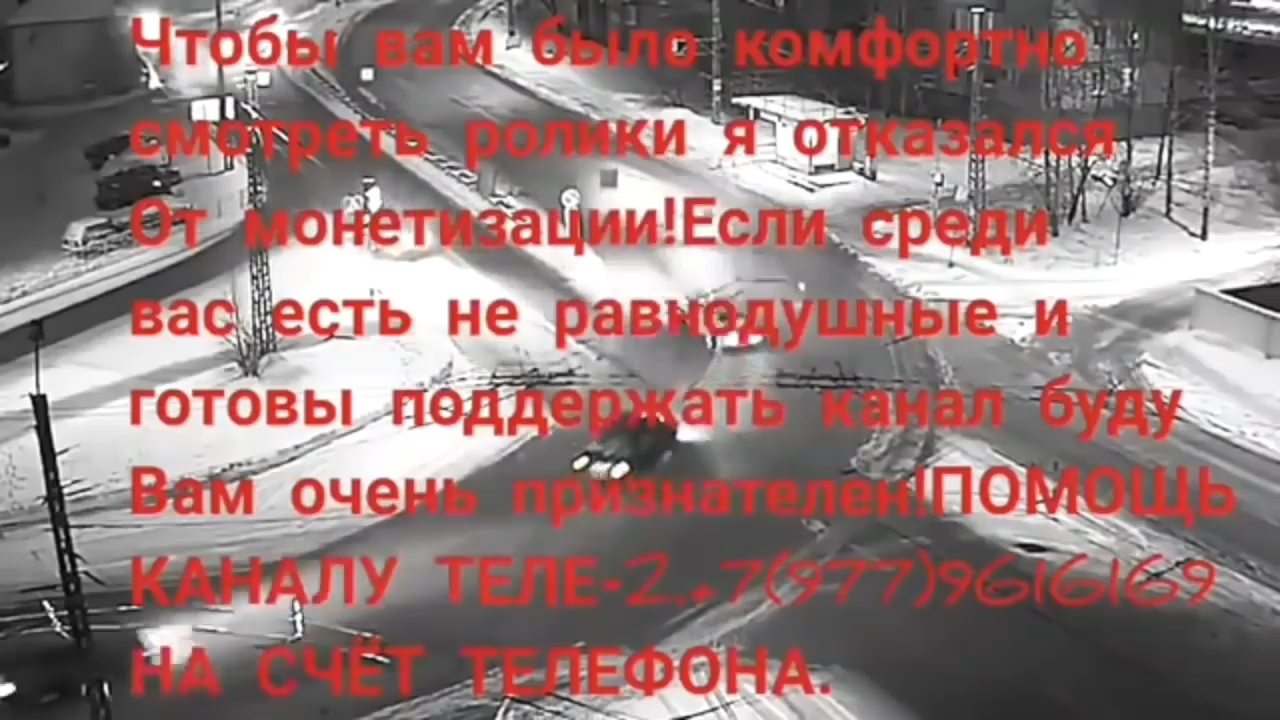 Чтобы вам было комфортно
смотреть ролики я отказался
От монетизации!Если среди
вас есть не равнодушные и
готовы поддержать канал буду
Вам очень признателен!ПОМОЩЬ
КАНАЛУ ТЕЛЕ-2.+7(977)9616169
НА СЧЁТ ТЕЛЕФОНА.